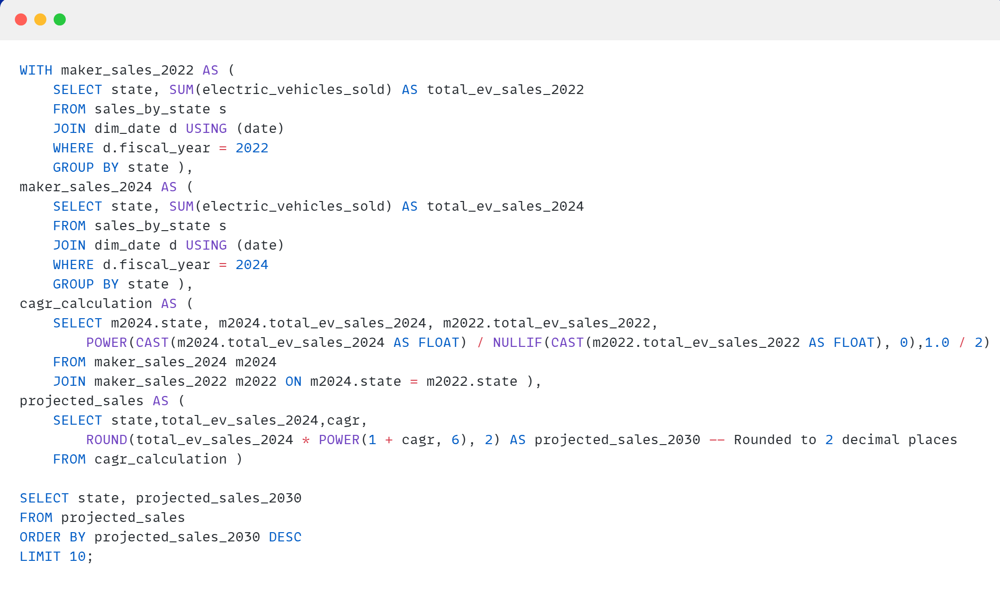 WITH maker_sales_2022 AS (
    SELECT state, SUM(electric_vehicles_sold) AS total_ev_sales_2022
    FROM sales_by_state s
    JOIN dim_date d USING (date)
    WHERE d.fiscal_year = 2022
    GROUP BY state ),
maker_sales_2024 AS (
    SELECT state, SUM(electric_vehicles_sold) AS total_ev_sales_2024
    FROM sales_by_state s
    JOIN dim_date d USING (date)
    WHERE d.fiscal_year = 2024
    GROUP BY state ),
cagr_calculation AS (
    SELECT m2024.state, m2024.total_ev_sales_2024, m2022.total_ev_sales_2022,
        POWER(CAST(m2024.total_ev_sales_2024 AS FLOAT) / NULLIF(CAST(m2022.total_ev_sales_2022 AS FLOAT), 0),1.0 / 2)
    FROM maker_sales_2024 m2024
    JOIN maker_sales_2022 m2022 ON m2024.state = m2022.state ),
projected_sales AS (
    SELECT state,total_ev_sales_2024,cagr,
        ROUND(total_ev_sales_2024 * POWER(1 + cagr, 6), 2) AS projected_sales_2030 -- Rounded to 2 decimal places
    FROM cagr_calculation )

SELECT state, projected_sales_2030
FROM projected_sales
ORDER BY projected_sales_2030 DESC
LIMIT 10;